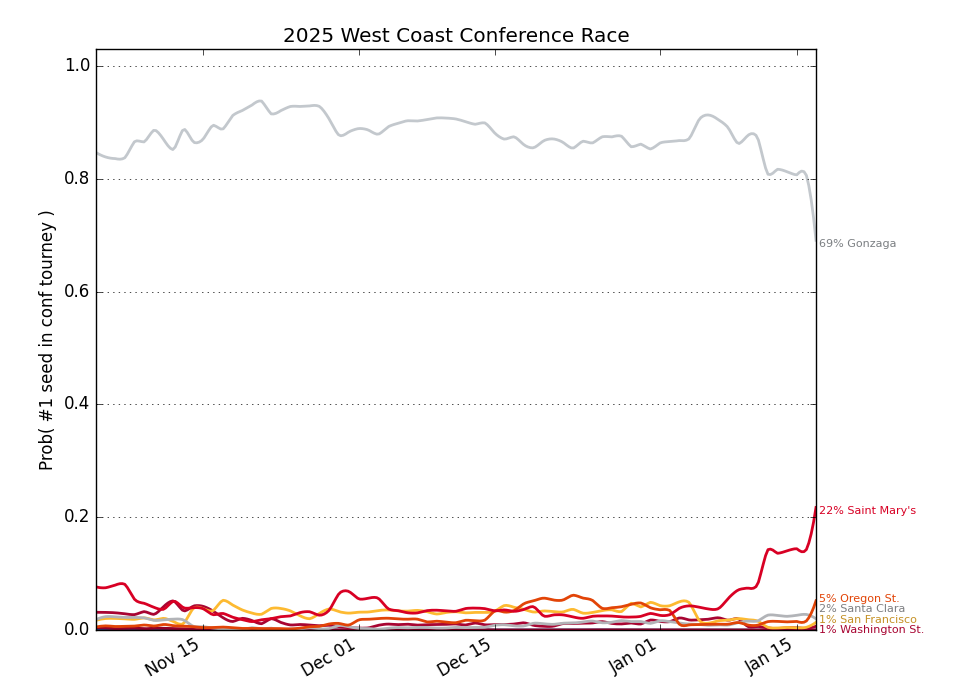 2025 West Coast Conference Race
Prob( #1 seed in conf tourney )
1.0
0.8
0.6
0.4
0.2
0.0
69% Gonzaga
22% Saint Mary's
5% Oregon St.
2% Santa Clara
1% San Francisco
1% Washington St.
Nov 15
Dec 01
Dec 15
Jan 01
Jan 15